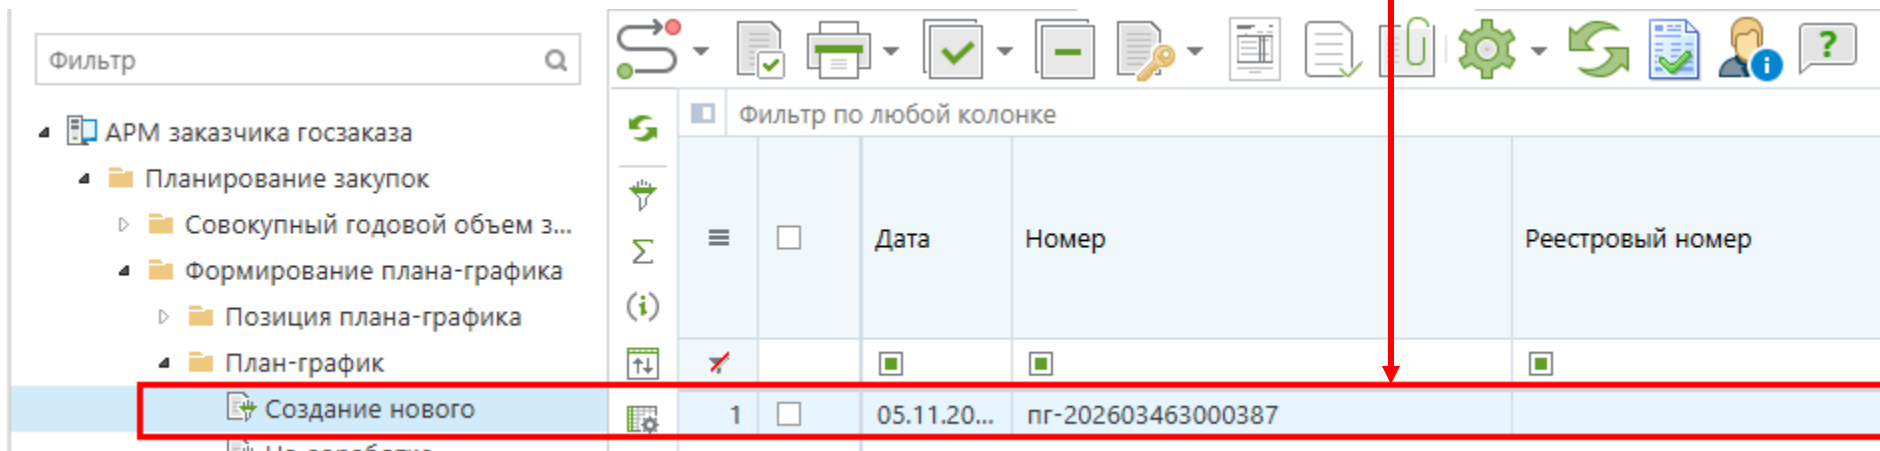 Фильтр
АРМ заказчика госзаказа
Планирование закупок
Совокупный годовой объем з...
Формирование плана-графика
Позиция плана-графика
План-график
Создание нового
?
Фильтр по любой колонке
Дата Номер Реестровый номер
1 05.11.20... пг-202603463000387